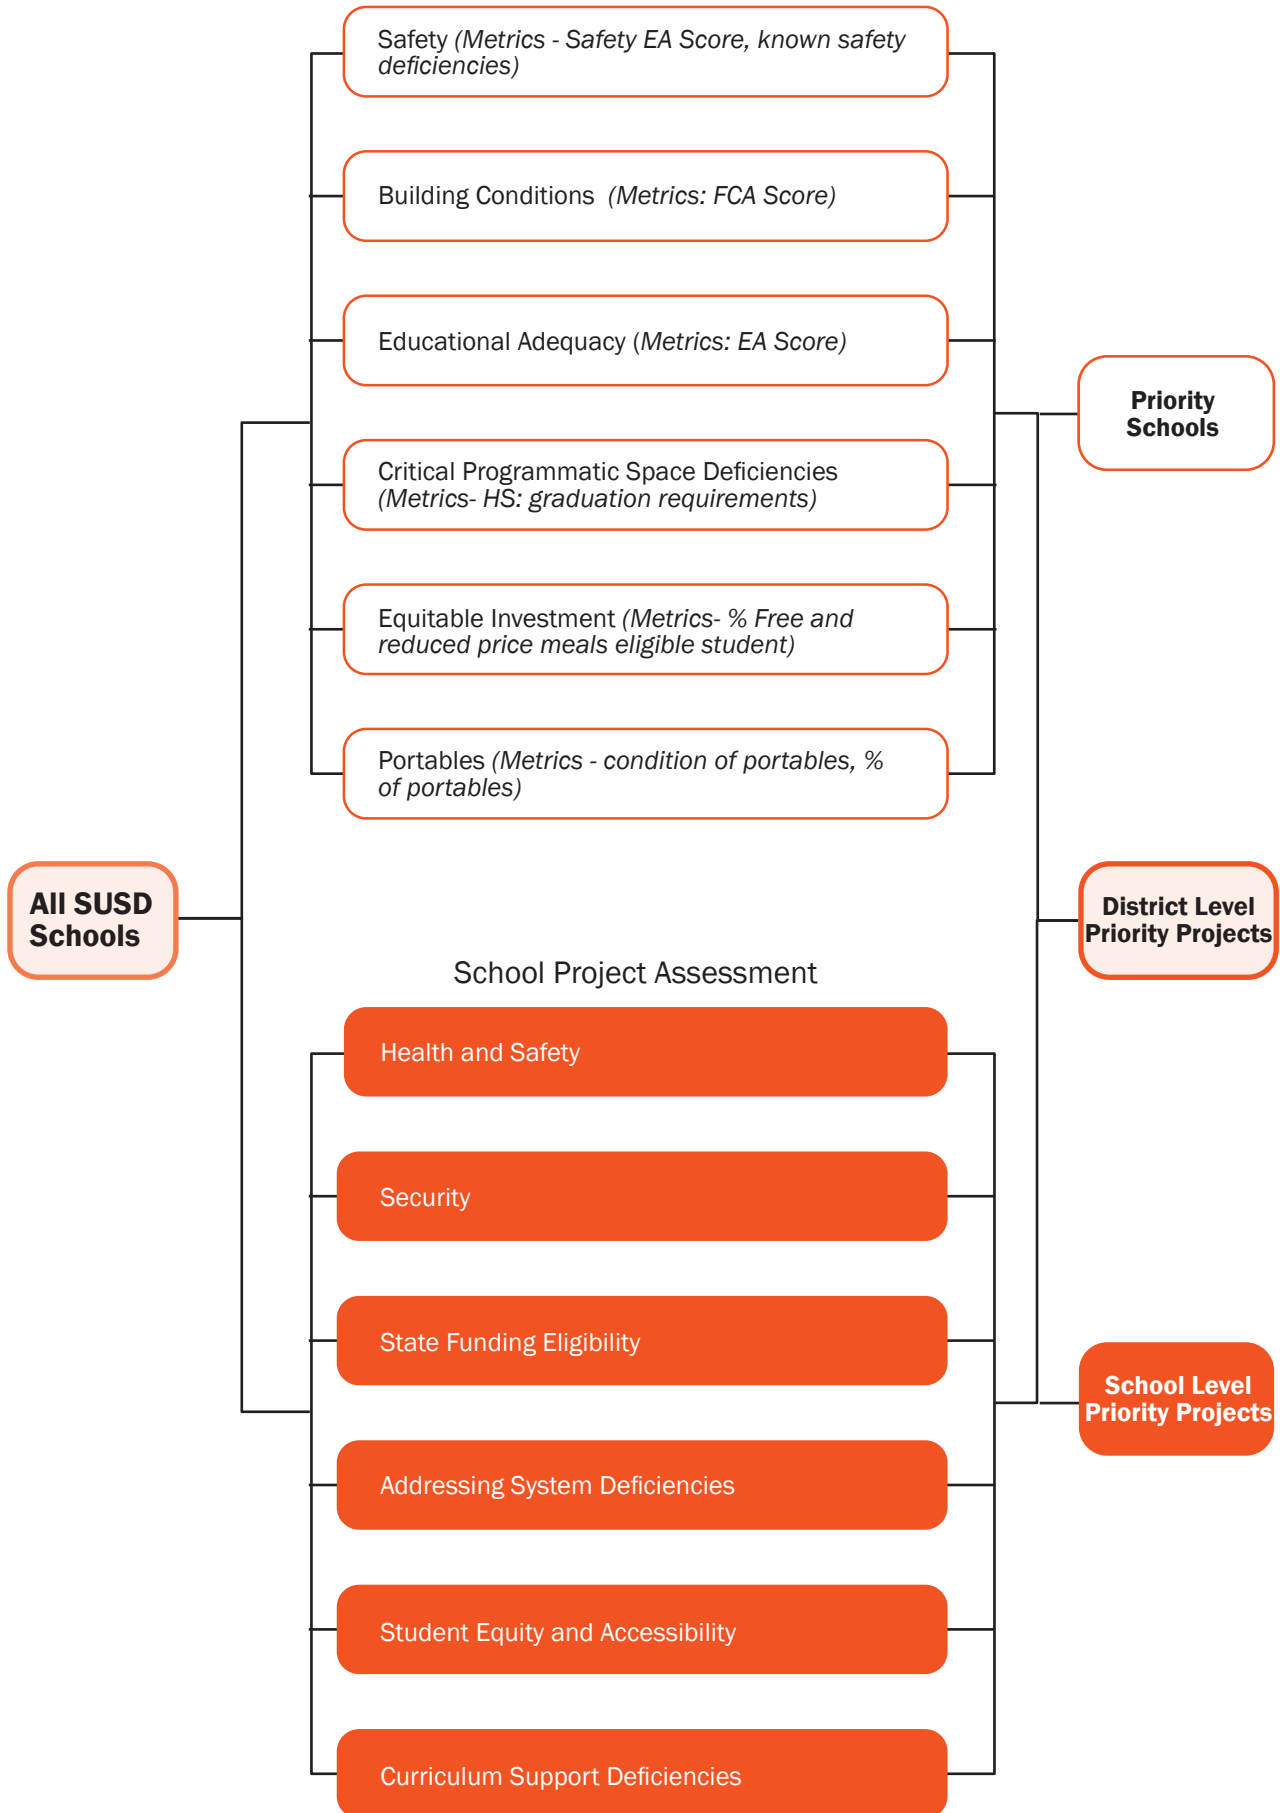 Safety (Metrics - Safety EA Score, known safety
deficiencies)
Building Conditions  (Metrics: FCA Score)
Educational Adequacy (Metrics: EA Score)
Critical Programmatic Space Deficiencies
(Metrics- HS: graduation requirements)
Equitable Investment (Metrics- % Free and
reduced price meals eligible student)
Portables (Metrics - condition of portables, %
of portables)
Priority
Schools
All SUSD
Schools
District Level
Priority Projects
School Project Assessment
Health and Safety
Security
State Funding Eligibility
Addressing System Deficiencies
Student Equity and Accessibility
Curriculum Support Deficiencies
School Level
Priority Projects